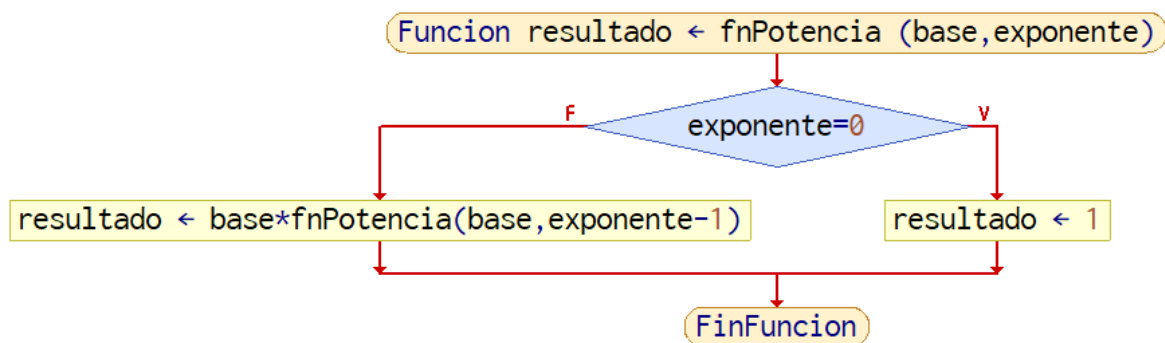 Funcion resultado ← fnPotencia (base,exponente)
F
V
exponente=0
resultado ← base*fnPotencia(base,exponente-1)
resultado ← 1
FinFuncion